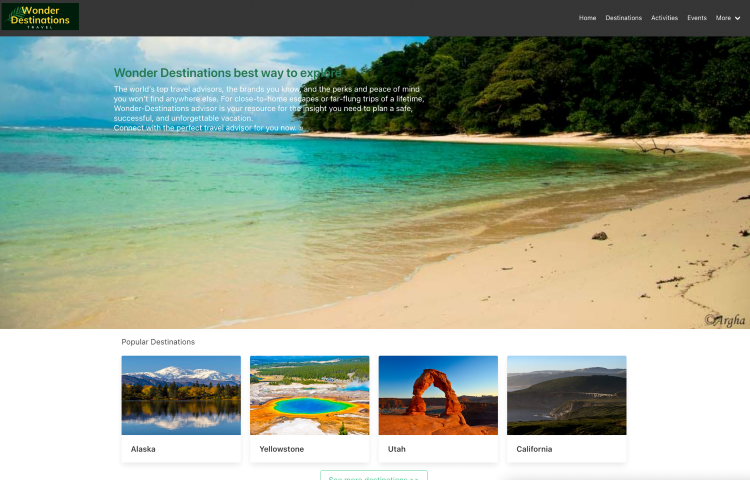 Wonder
Destinations
TRAVEL
Home Destinations Activities Events More
Wonder Destinations best way to explore
The world's top travel advisors, the brands you know, and the perks and peace of mind
you won't find anywhere else. For close-to-home escapes or far-flung trips of a lifetime,
Wonder-Destinations advisor is your resource for the insight you need to plan a safe,
successful, and unforgettable vacation.
Connect with the perfect travel advisor for you now.
©Argha
Popular Destinations
Alaska Yellowstone Utah California
See more destinations >>